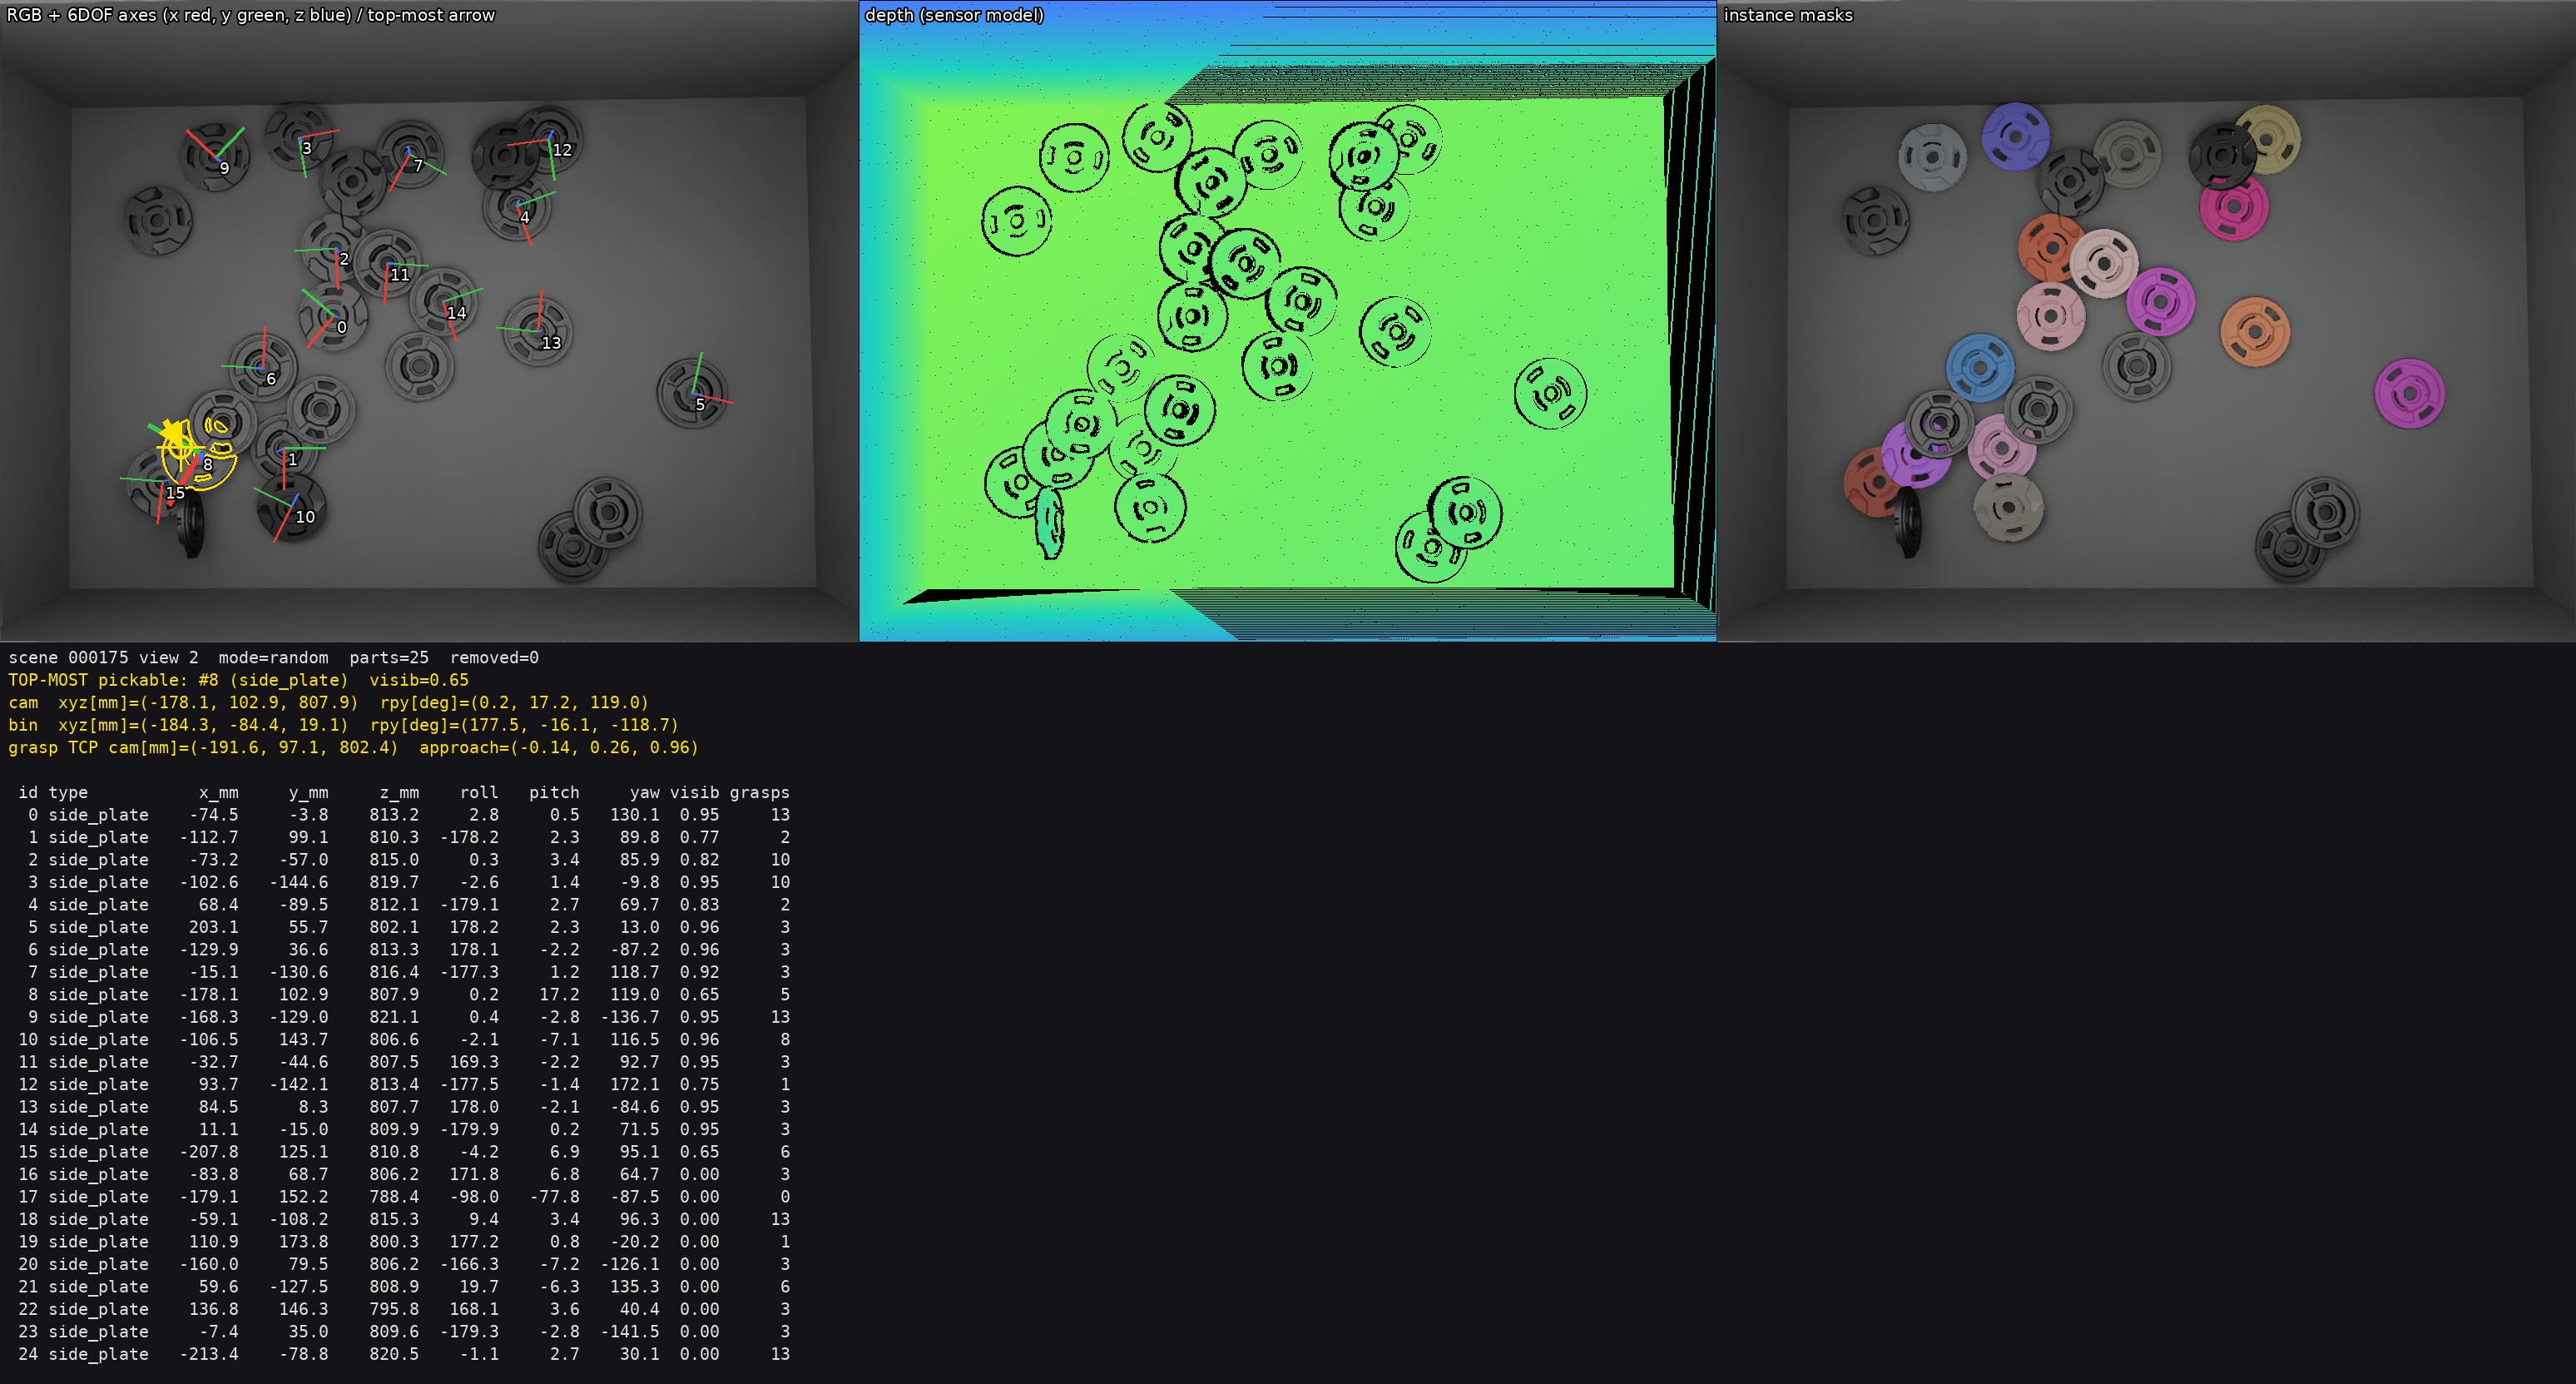 RGB + 6DOF axes (x red, y green, z blue) / top-most arrow
depth (sensor model)
instance masks
9
3
7
12
4
2
11
0
14
13
6
5
8
1
15
10
scene 000175 view 2  mode=random  parts=25  removed=0
TOP-MOST pickable: #8 (side_plate)  visib=0.65
cam  xyz[mm]=(-178.1, 102.9, 807.9)  rpy[deg]=(0.2, 17.2, 119.0)
bin  xyz[mm]=(-184.3, -84.4, 19.1)  rpy[deg]=(177.5, -16.1, -118.7)
grasp TCP cam[mm]=(-191.6, 97.1, 802.4)  approach=(-0.14, 0.26, 0.96)
id type x_mm y_mm z_mm roll pitch yaw visib grasps
0 side_plate -74.5 -3.8 813.2 2.8 0.5 130.1 0.95 13
1 side_plate -112.7 99.1 810.3 -178.2 2.3 89.8 0.77 2
2 side_plate -73.2 -57.0 815.0 0.3 3.4 85.9 0.82 10
3 side_plate -102.6 -144.6 819.7 -2.6 1.4 -9.8 0.95 10
4 side_plate 68.4 -89.5 812.1 -179.1 2.7 69.7 0.83 2
5 side_plate 203.1 55.7 802.1 178.2 2.3 13.0 0.96 3
6 side_plate -129.9 36.6 813.3 178.1 -2.2 -87.2 0.96 3
7 side_plate -15.1 -130.6 816.4 -177.3 1.2 118.7 0.92 3
8 side_plate -178.1 102.9 807.9 0.2 17.2 119.0 0.65 5
9 side_plate -168.3 -129.0 821.1 0.4 -2.8 -136.7 0.95 13
10 side_plate -106.5 143.7 806.6 -2.1 -7.1 116.5 0.96 8
11 side_plate -32.7 -44.6 807.5 169.3 -2.2 92.7 0.95 3
12 side_plate 93.7 -142.1 813.4 -177.5 -1.4 172.1 0.75 1
13 side_plate 84.5 8.3 807.7 178.0 -2.1 -84.6 0.95 3
14 side_plate 11.1 -15.0 809.9 -179.9 0.2 71.5 0.95 3
15 side_plate -207.8 125.1 810.8 -4.2 6.9 95.1 0.65 6
16 side_plate -83.8 68.7 806.2 171.8 6.8 64.7 0.00 3
17 side_plate -179.1 152.2 788.4 -98.0 -77.8 -87.5 0.00 0
18 side_plate -59.1 -108.2 815.3 9.4 3.4 96.3 0.00 13
19 side_plate 110.9 173.8 800.3 177.2 0.8 -20.2 0.00 1
20 side_plate -160.0 79.5 806.2 -166.3 -7.2 -126.1 0.00 3
21 side_plate 59.6 -127.5 808.9 19.7 -6.3 135.3 0.00 6
22 side_plate 136.8 146.3 795.8 168.1 3.6 40.4 0.00 3
23 side_plate -7.4 35.0 809.6 -179.3 -2.8 -141.5 0.00 3
24 side_plate -213.4 -78.8 820.5 -1.1 2.7 30.1 0.00 13